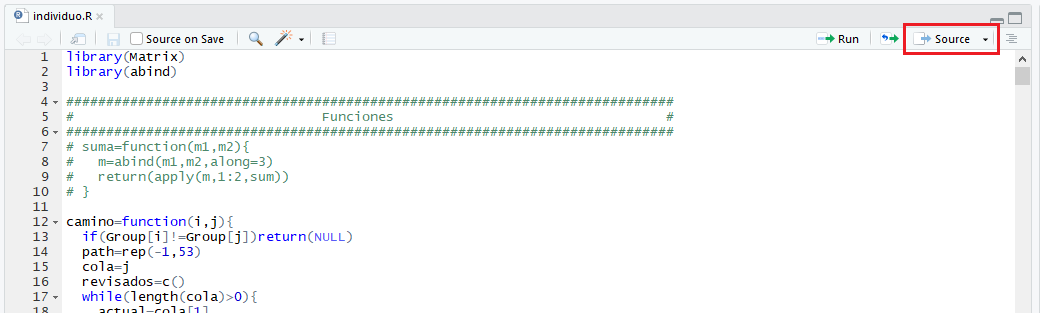 individuo.R
Source on Save
Run
Source
1 library(Matrix)
2 library(abind)
3
4 ############################################################################
5 #                               Funciones                                  #
6 ############################################################################
7 # suma=function(m1,m2){
8 #   m=abind(m1,m2,along=3)
9 #   return(apply(m,1:2,sum))
10 # }
11
12 camino=function(i,j){
13   if(Group[i]!=Group[j])return(NULL)
14   path=rep(-1,53)
15   cola=j
16   revisados=c()
17   while(length(cola)>0){
18     actual=cola[1]